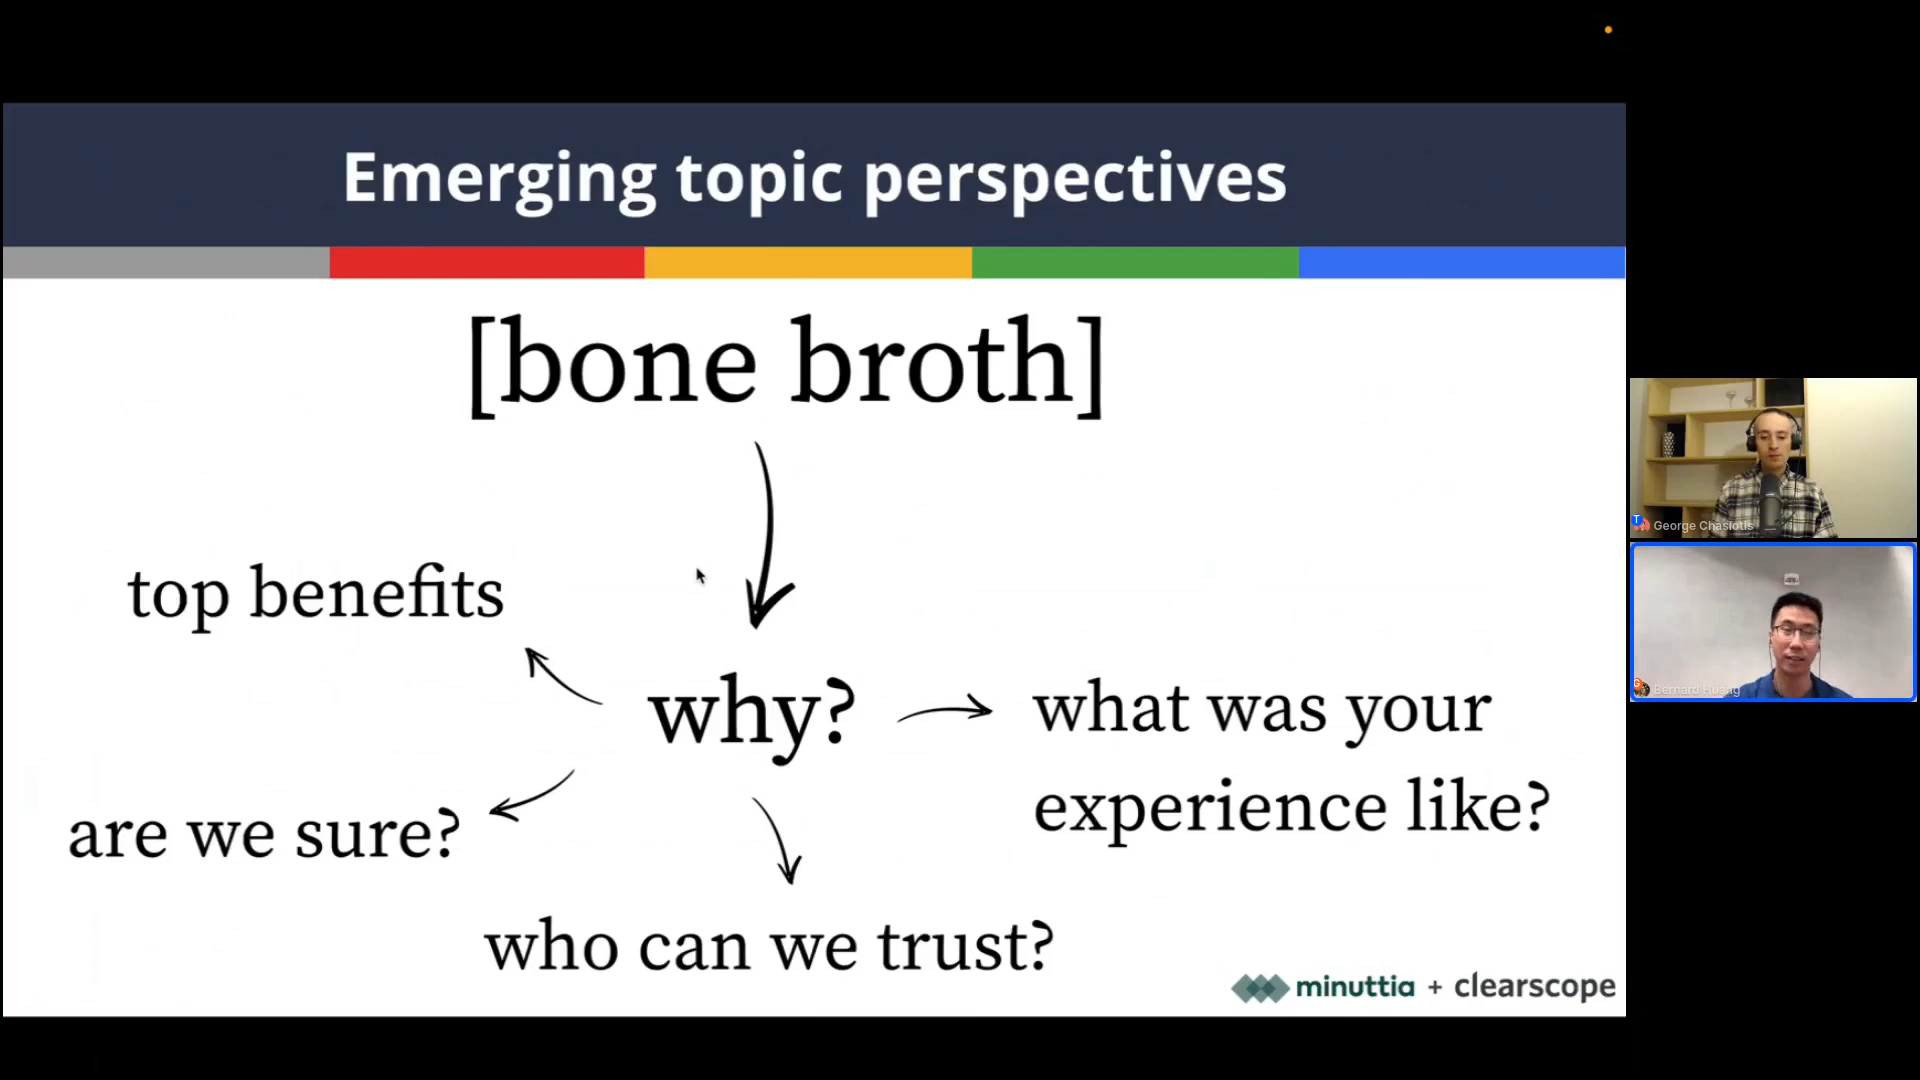 Emerging topic perspectives
[bone broth]
top benefits
why?
what was your
experience like?
are we sure?
who can we trust?
minuttia + clearscope
George Chasiotis
Bernard Huang